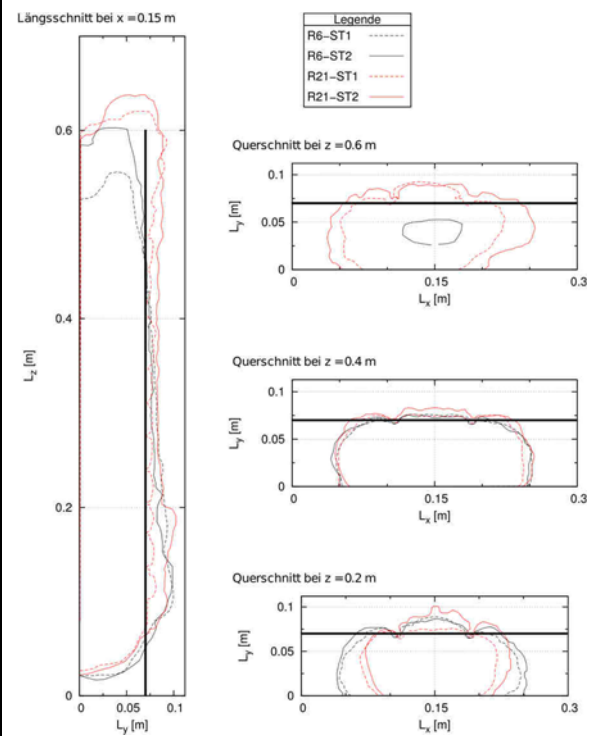 Längsschnitt bei x = 0.15 m
Legende
R6−ST1
R6−ST2
R21−ST1
R21−ST2
0.6
0.4
0.2
0
L_z [m]
0
0.05
0.1
L_y [m]
Querschnitt bei z = 0.6 m
0.1
0.05
0
L_y [m]
0
0.15
0.3
L_x [m]
Querschnitt bei z = 0.4 m
0.1
0.05
0
L_y [m]
0
0.15
0.3
L_x [m]
Querschnitt bei z = 0.2 m
0.1
0.05
0
L_y [m]
0
0.15
0.3
L_x [m]